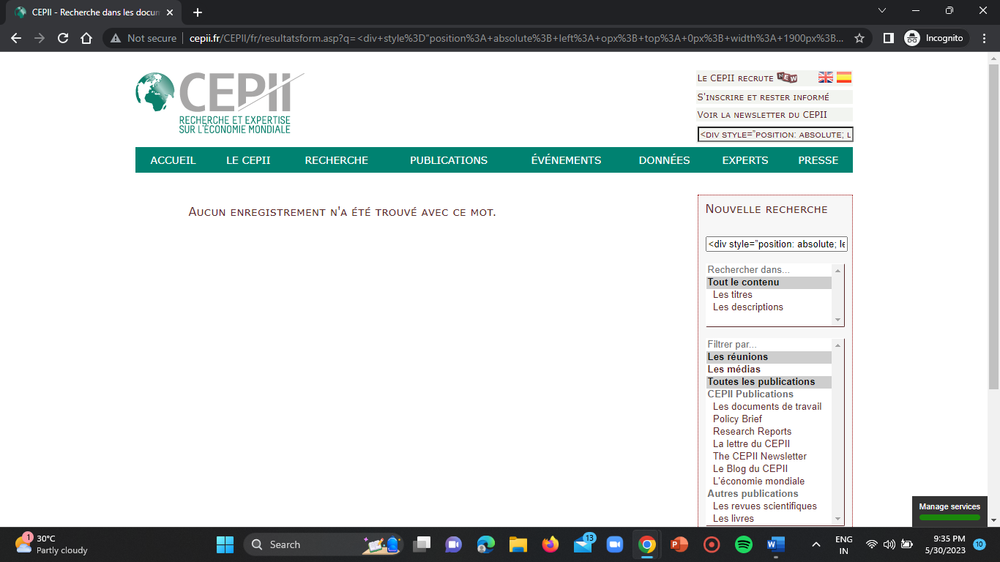 CEPII - Recherche dans les docum
Not secure
cepii.fr/CEPII/fr/resultatsform.asp?q=<div+style%3D"position%3A+absolute%3B+left%3A+opx%3B+top%3A+0px%3B+width%3A+1900px%3B...
Incognito
CEPII
RECHERCHE ET EXPERTISE
SUR L'ÉCONOMIE MONDIALE
Le CEPII recrute NEW
S'inscrire et rester informé
Voir la newsletter du CEPII
<div style="position: absolute; l
ACCUEIL LE CEPII RECHERCHE PUBLICATIONS ÉVÉNEMENTS DONNÉES EXPERTS PRESSE
Aucun enregistrement n'a été trouvé avec ce mot.
Nouvelle recherche
<div style="position: absolute; le
Rechercher dans...
Tout le contenu
Les titres
Les descriptions
Filtrer par...
Les réunions
Les médias
Toutes les publications
CEPII Publications
Les documents de travail
Policy Brief
Research Reports
La lettre du CEPII
The CEPII Newsletter
Le Blog du CEPII
L'économie mondiale
Autres publications
Les revues scientifiques
Les livres
Manage services
1
30°C
Partly cloudy
Search
13
ENG
IN
9:35 PM
5/30/2023
10